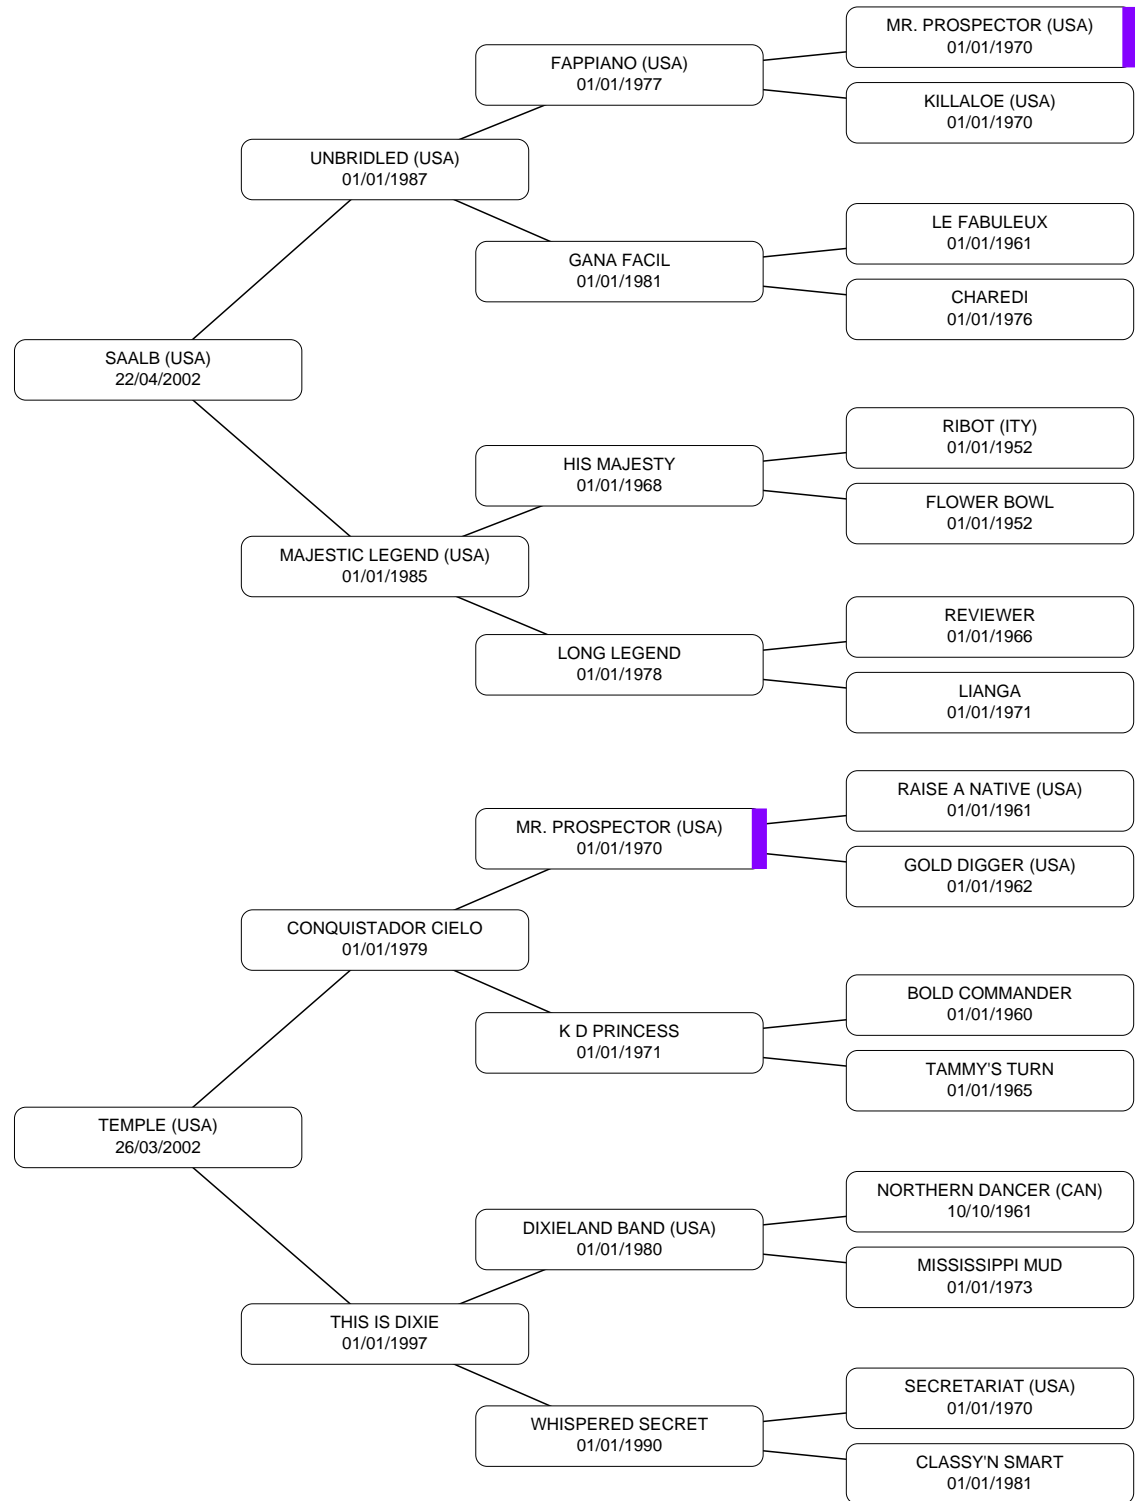 MR. PROSPECTOR (USA)
01/01/1970
FAPPIANO (USA)
01/01/1977
KILLALOE (USA)
01/01/1970
UNBRIDLED (USA)
01/01/1987
LE FABULEUX
01/01/1961
GANA FACIL
01/01/1981
CHAREDI
01/01/1976
SAALB (USA)
22/04/2002
RIBOT (ITY)
01/01/1952
HIS MAJESTY
01/01/1968
FLOWER BOWL
01/01/1952
MAJESTIC LEGEND (USA)
01/01/1985
REVIEWER
01/01/1966
LONG LEGEND
01/01/1978
LIANGA
01/01/1971
RAISE A NATIVE (USA)
01/01/1961
MR. PROSPECTOR (USA)
01/01/1970
GOLD DIGGER (USA)
01/01/1962
CONQUISTADOR CIELO
01/01/1979
BOLD COMMANDER
01/01/1960
K D PRINCESS
01/01/1971
TAMMY'S TURN
01/01/1965
TEMPLE (USA)
26/03/2002
NORTHERN DANCER (CAN)
10/10/1961
DIXIELAND BAND (USA)
01/01/1980
MISSISSIPPI MUD
01/01/1973
THIS IS DIXIE
01/01/1997
SECRETARIAT (USA)
01/01/1970
WHISPERED SECRET
01/01/1990
CLASSY'N SMART
01/01/1981